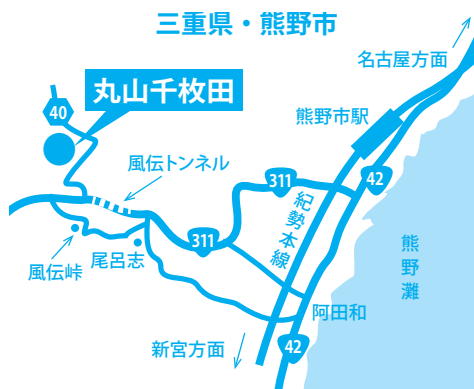 三重県・熊野市
名古屋方面
丸山千枚田
40
熊野市駅
風伝トンネル
311
42
紀勢本線
311
熊野灘
風伝峠
尾呂志
阿田和
新宮方面
42